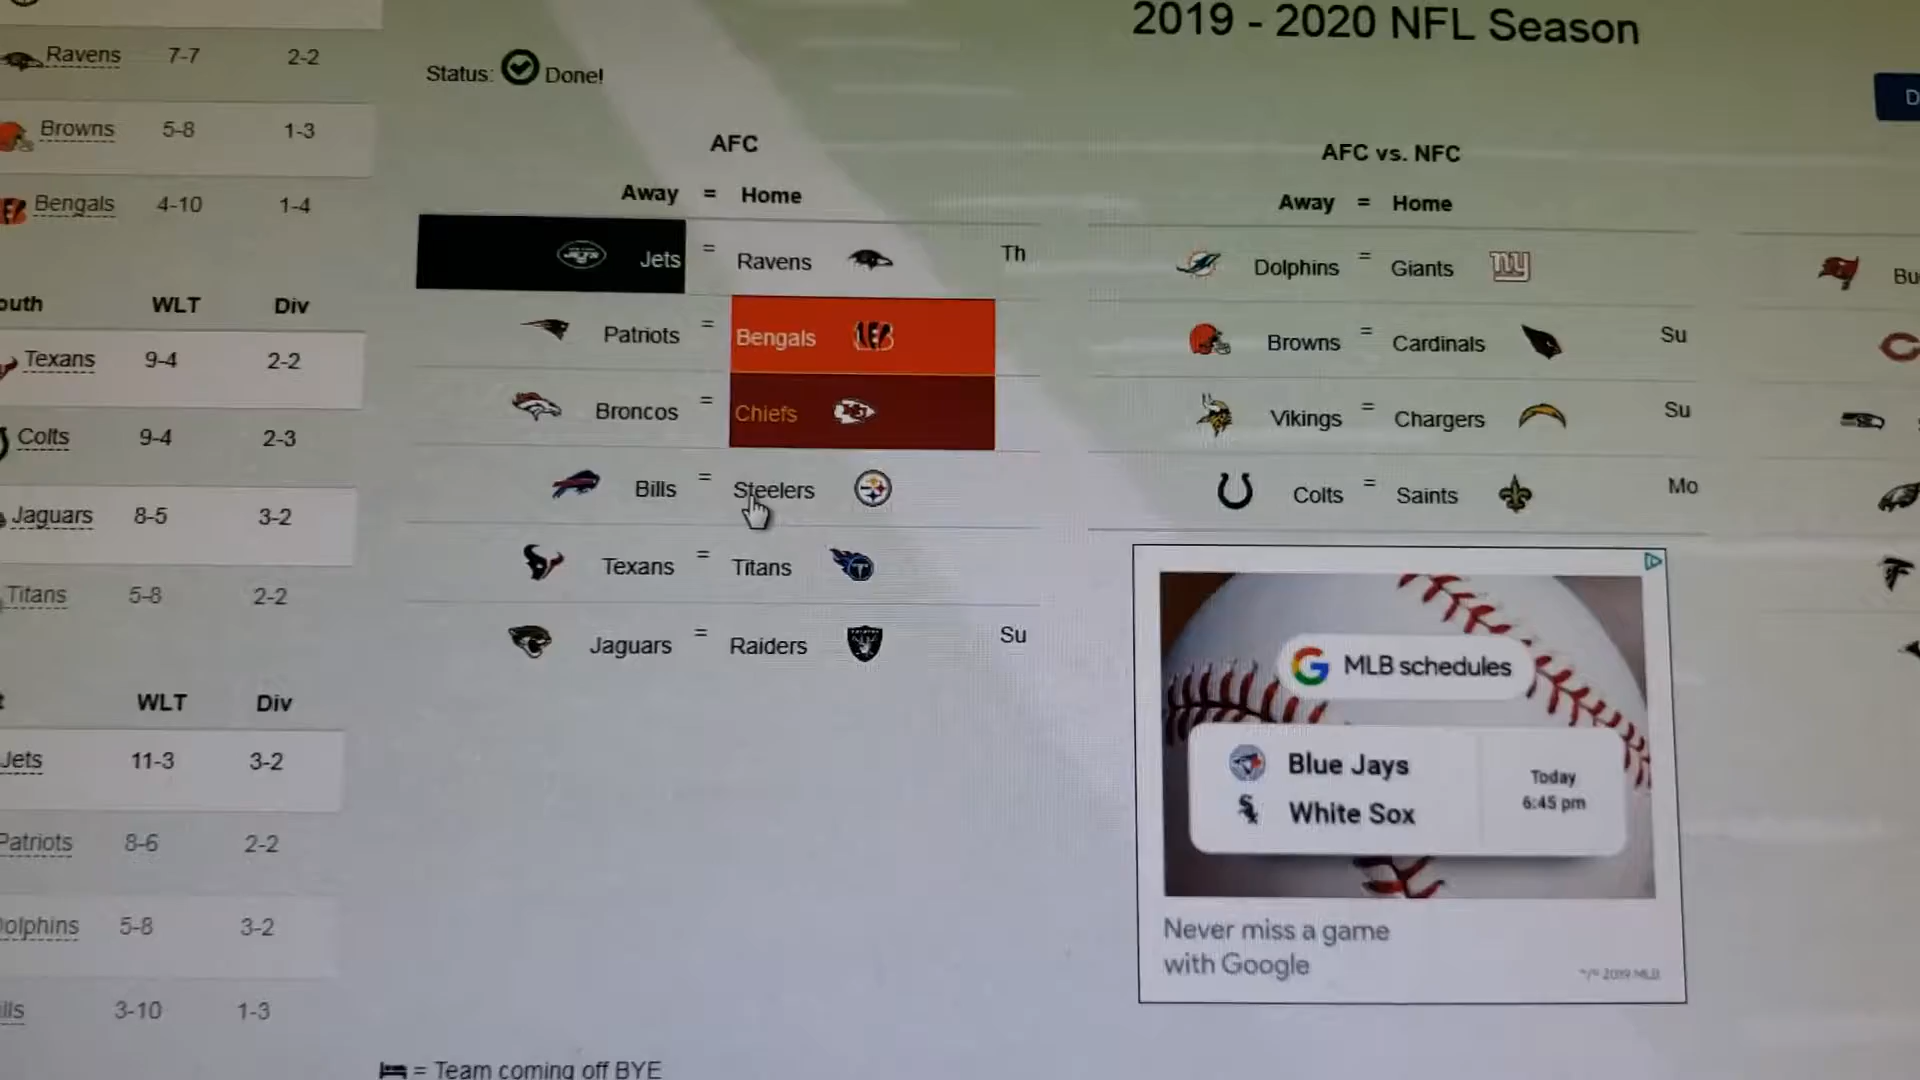 2019 - 2020 NFL Season
Status: Done!
Ravens 7-7 2-2
Browns 5-8 1-3
Bengals 4-10 1-4
outh WLT Div
Texans 9-4 2-2
Colts 9-4 2-3
Jaguars 8-5 3-2
Titans 5-8 2-2
WLT Div
Jets 11-3 3-2
Patriots 8-6 2-2
olphins 5-8 3-2
ills 3-10 1-3
AFC
Away = Home
Jets = Ravens Th
Patriots = Bengals
Broncos = Chiefs
Bills = Steelers
Texans = Titans
Jaguars = Raiders Su
= Team coming off BYE
AFC vs. NFC
Away = Home
Dolphins = Giants ny
Browns = Cardinals Su
Vikings = Chargers Su
Colts = Saints Mo
G MLB schedules
Blue Jays
White Sox
Today
6:45 pm
Never miss a game
with Google
D
Bu